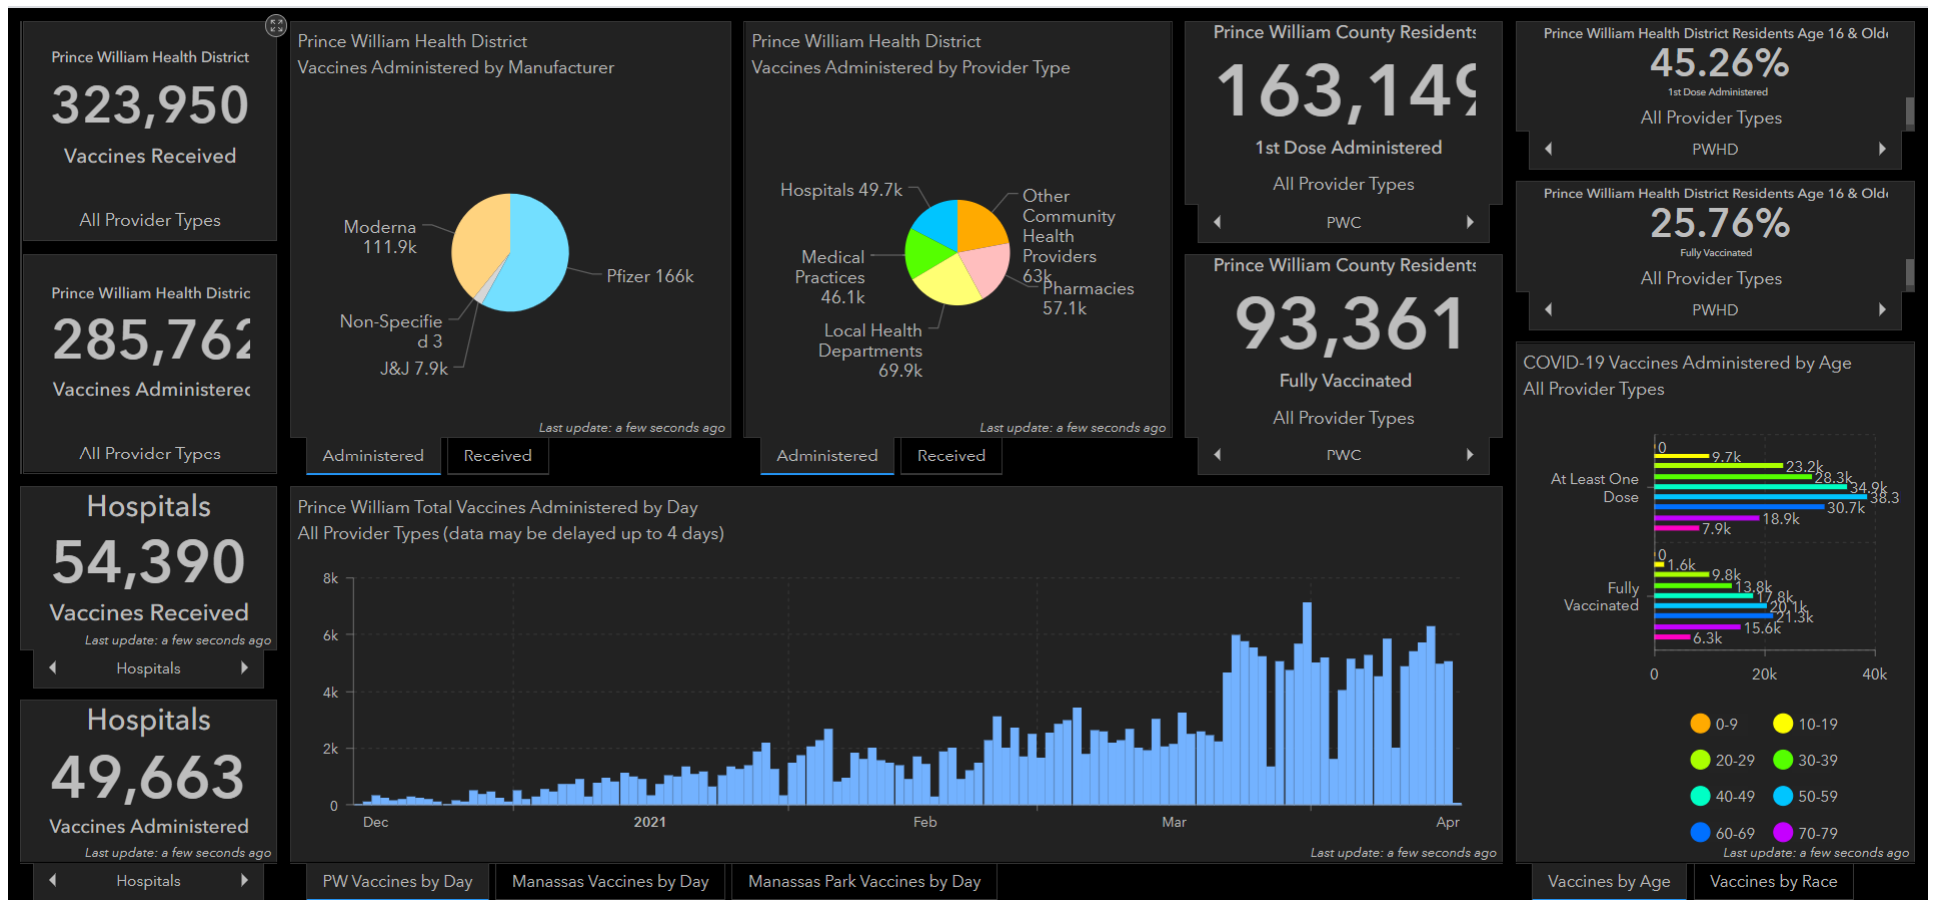 Prince William Health District
323,950
Vaccines Received
All Provider Types
Prince William Health Distric
285,762
Vaccines Administered
All Provider Types
Hospitals
54,390
Vaccines Received
Last update: a few seconds ago
Hospitals
Hospitals
49,663
Vaccines Administered
Last update: a few seconds ago
Hospitals
Prince William Health District
Vaccines Administered by Manufacturer
Moderna
111.9k
Pfizer 166k
Non-Specifie
d 3
J&J 7.9k
Last update: a few seconds ago
Administered
Received
Prince William Health District
Vaccines Administered by Provider Type
Hospitals 49.7k
Other
Community
Health
Providers
63k
Medical
Practices
46.1k
Pharmacies
57.1k
Local Health
Departments
69.9k
Last update: a few seconds ago
Administered
Received
Prince William County Residents
163,149
1st Dose Administered
All Provider Types
PWC
Prince William County Residents
93,361
Fully Vaccinated
All Provider Types
PWC
Prince William Total Vaccines Administered by Day
All Provider Types (data may be delayed up to 4 days)
8k
6k
4k
2k
0
Dec
2021
Feb
Mar
Apr
Last update: a few seconds ago
PW Vaccines by Day
Manassas Vaccines by Day
Manassas Park Vaccines by Day
Prince William Health District Residents Age 16 & Olde
45.26%
1st Dose Administered
All Provider Types
PWHD
Prince William Health District Residents Age 16 & Olde
25.76%
Fully Vaccinated
All Provider Types
PWHD
COVID-19 Vaccines Administered by Age
All Provider Types
At Least One
Dose
0
9.7k
23.2k
28.3k
34.9k
38.3
30.7k
18.9k
7.9k
Fully
Vaccinated
0
1.6k
9.8k
13.8k
17.8k
20.1k
21.3k
15.6k
6.3k
0
20k
40k
0-9
10-19
20-29
30-39
40-49
50-59
60-69
70-79
Last update: a few seconds ago
Vaccines by Age
Vaccines by Race